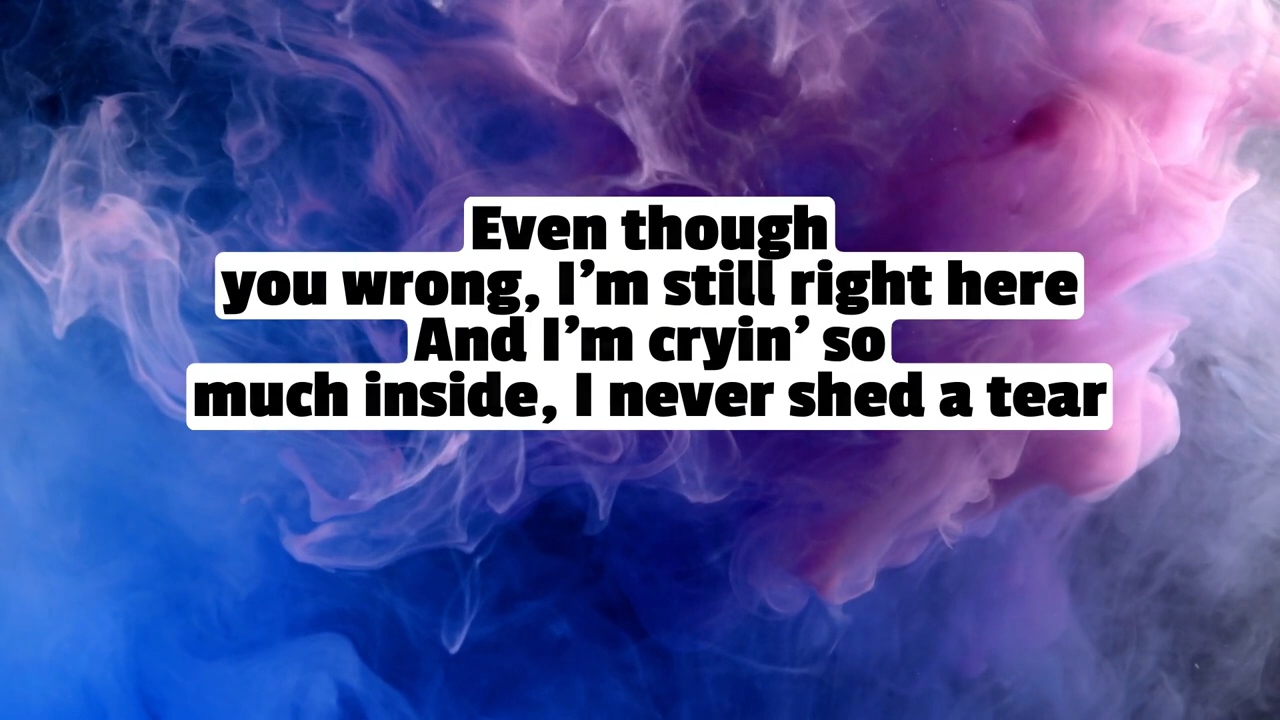 Even though
you wrong, I’m still right here
And I’m cryin’ so
much inside, I never shed a tear